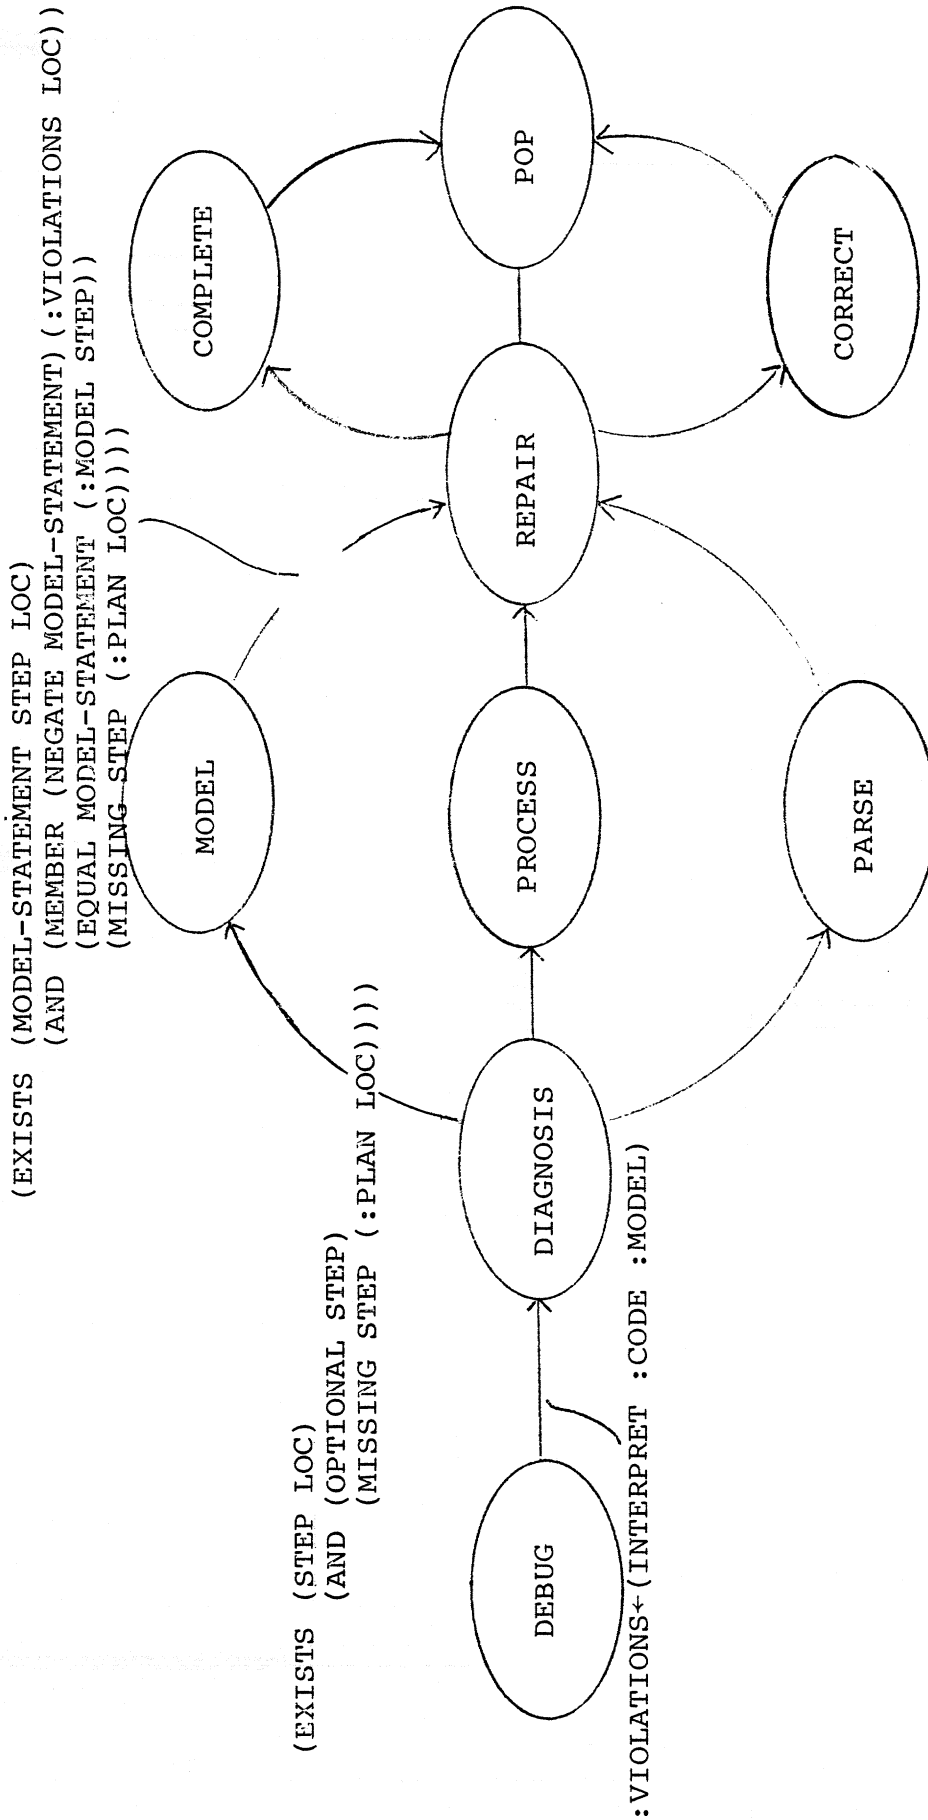 (EXISTS (MODEL-STATEMENT STEP LOC)
(AND (MEMBER (NEGATE MODEL-STATEMENT) (:VIOLATIONS LOC))
(EQUAL MODEL-STATEMENT (:MODEL STEP))
(MISSING STEP (:PLAN LOC))))
(EXISTS (STEP LOC)
(AND (OPTIONAL STEP)
(MISSING STEP (:PLAN LOC))))
MODEL
COMPLETE
DEBUG
DIAGNOSIS
PROCESS
REPAIR
POP
:VIOLATIONS←(INTERPRET :CODE :MODEL)
PARSE
CORRECT